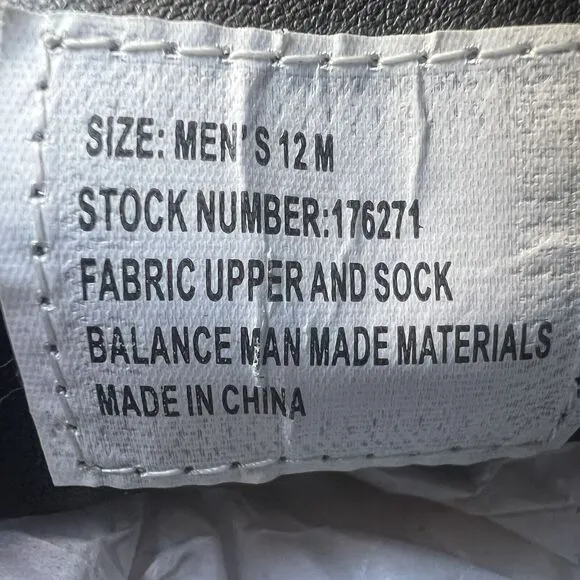 SIZE: MEN'S 12 M
STOCK NUMBER:176271
FABRIC UPPER AND SOCK
BALANCE MAN MADE MATERIALS
MADE IN CHINA